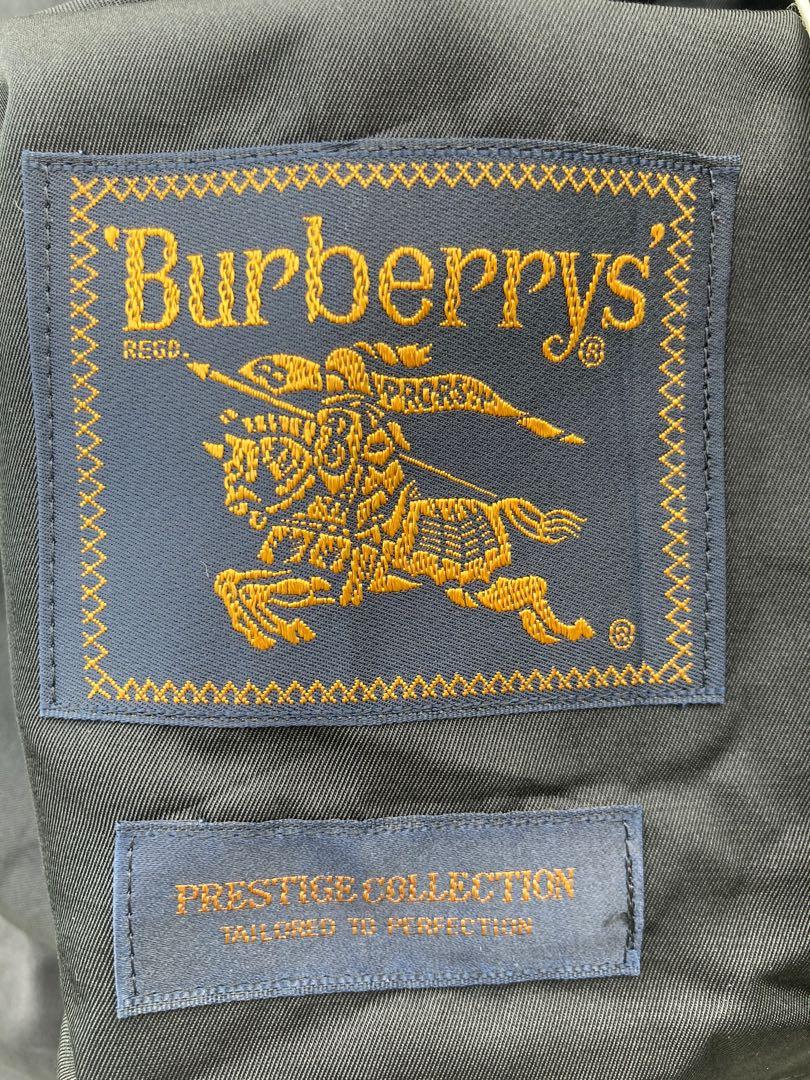 'Burberrys'
®
REGD.
B
PRORSUM
®
PRESTIGE COLLECTION
TAILORED TO PERFECTION